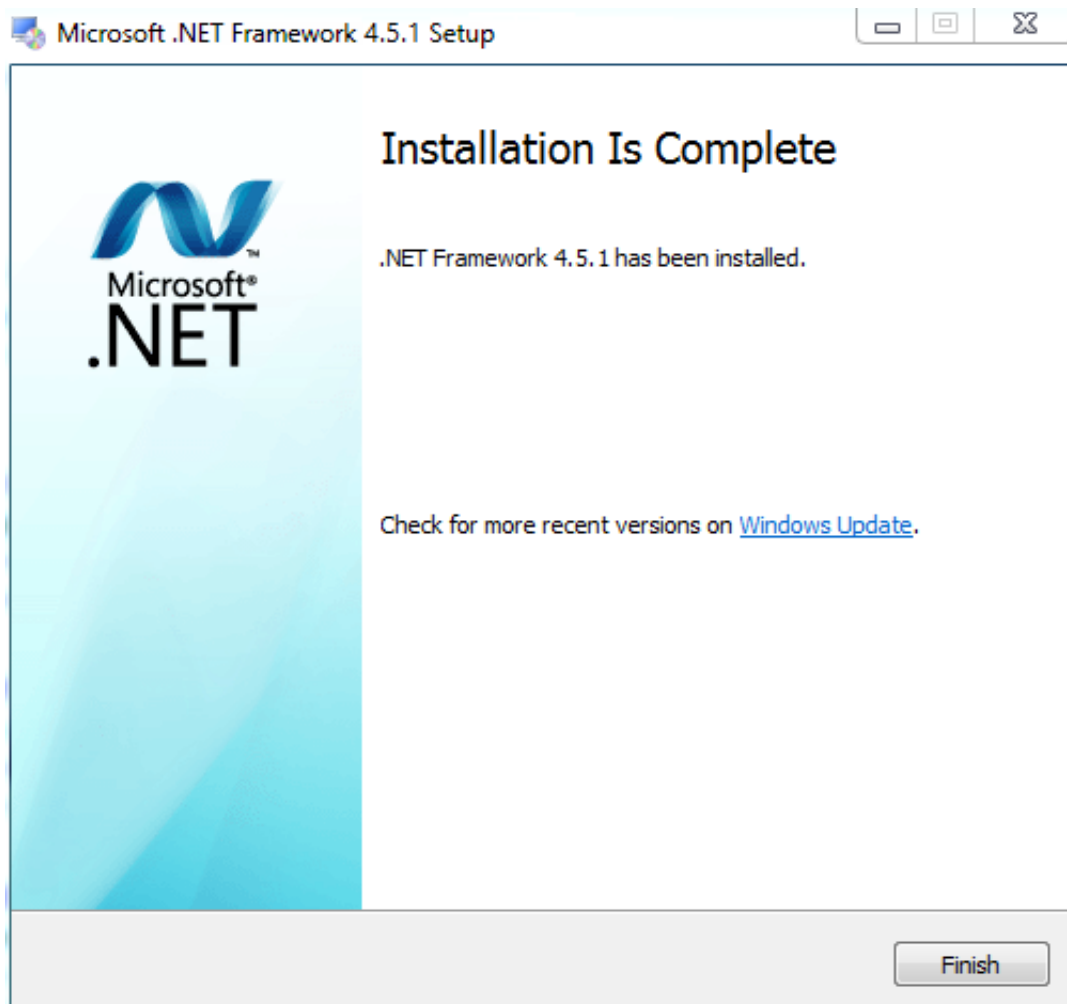 Microsoft .NET Framework 4.5.1 Setup
Installation Is Complete
.NET Framework 4.5.1 has been installed.
TM
Microsoft®
.NET
Check for more recent versions on Windows Update.
Finish